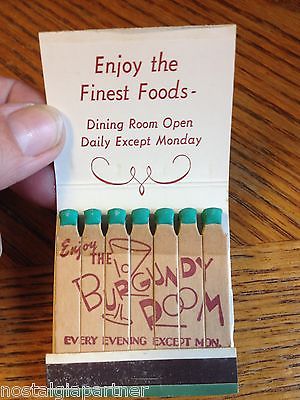 Enjoy the
Finest Foods-
Dining Room Open
Daily Except Monday
Enjoy
THE
BURGUNDY
ROOM
EVERY EVENING EXCEPT MON.
nostalgiapartner